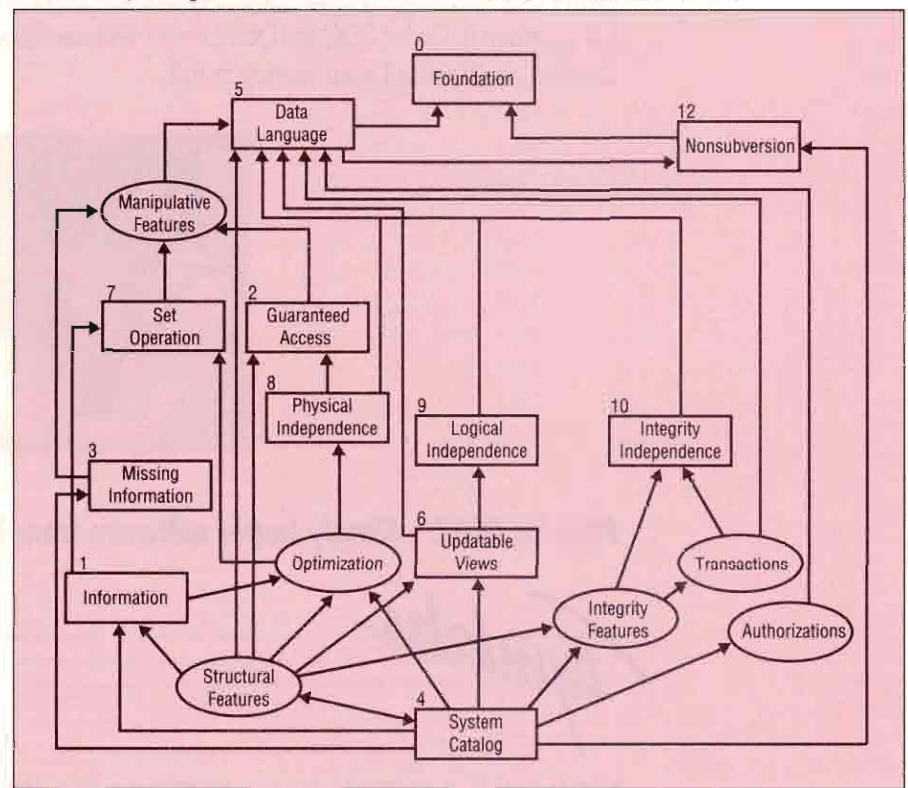 0
Foundation
5
Data
Language
12
Nonsubversion
Manipulative
Features
7
Set
Operation
2
Guaranteed
Access
8
Physical
Independence
9
Logical
Independence
10
Integrity
Independence
3
Missing
Information
6
Updatable
Views
Optimization
Transactions
1
Information
Integrity
Features
Authorizations
Structural
Features
4
System
Catalog